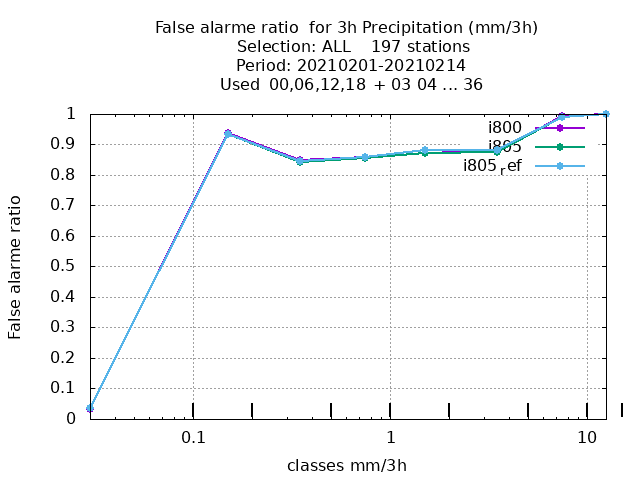 False alarme ratio  for 3h Precipitation (mm/3h)
Selection: ALL    197 stations
Period: 20210201-20210214
Used  00,06,12,18  + 03 04 ... 36
1
0.9
0.8
0.7
0.6
0.5
0.4
0.3
0.2
0.1
0
False alarme ratio
i800
i805
i805ref
0.1
1
10
classes mm/3h